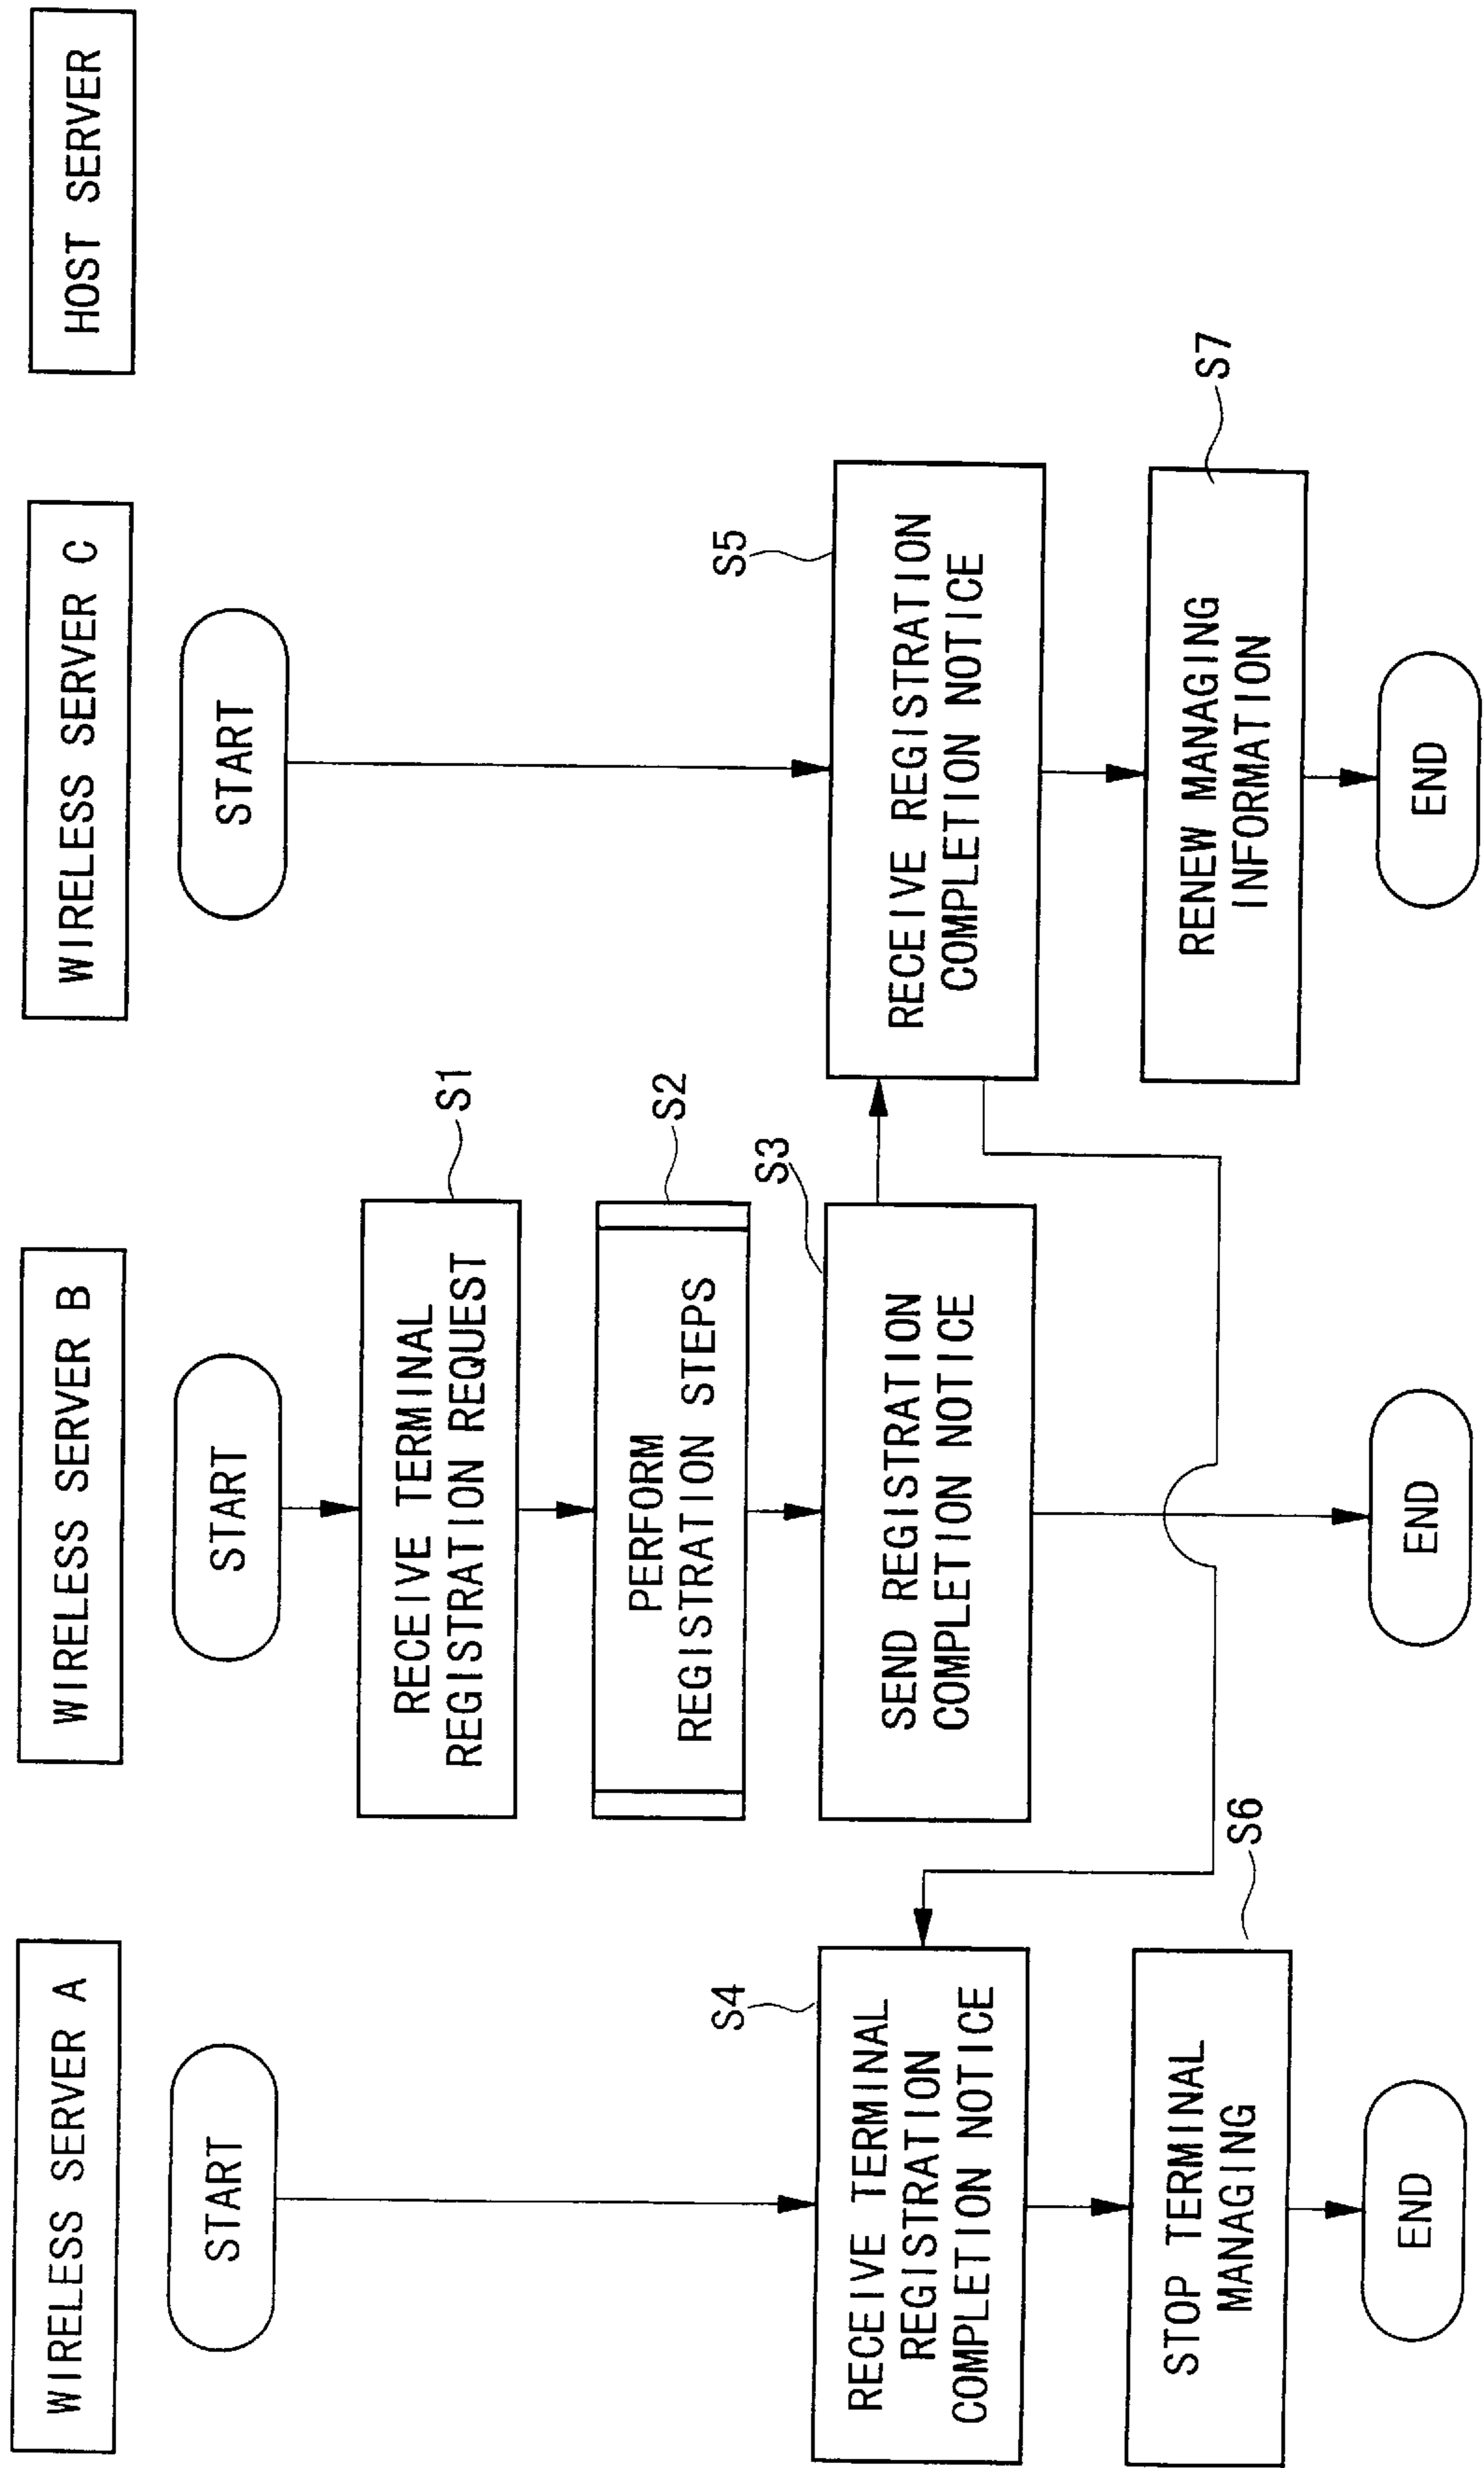 WIRELESS SERVER A
WIRELESS SERVER B
WIRELESS SERVER C
HOST SERVER
START
START
START
RECEIVE TERMINAL
REGISTRATION REQUEST
S1
PERFORM
REGISTRATION STEPS
S2
RECEIVE TERMINAL
REGISTRATION
COMPLETION NOTICE
S4
SEND REGISTRATION
COMPLETION NOTICE
S3
RECEIVE REGISTRATION
COMPLETION NOTICE
S5
STOP TERMINAL
MANAGING
S6
RENEW MANAGING
INFORMATION
S7
END
END
END